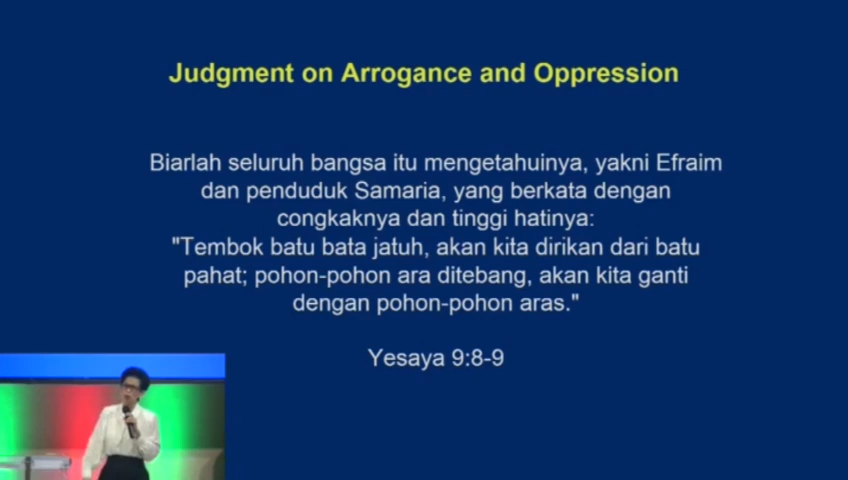 Judgment on Arrogance and Oppression
Biarlah seluruh bangsa itu mengetahuinya, yakni Efraim
dan penduduk Samaria, yang berkata dengan
congkaknya dan tinggi hatinya:
"Tembok batu bata jatuh, akan kita dirikan dari batu
pahat; pohon-pohon ara ditebang, akan kita ganti
dengan pohon-pohon aras."
Yesaya 9:8-9